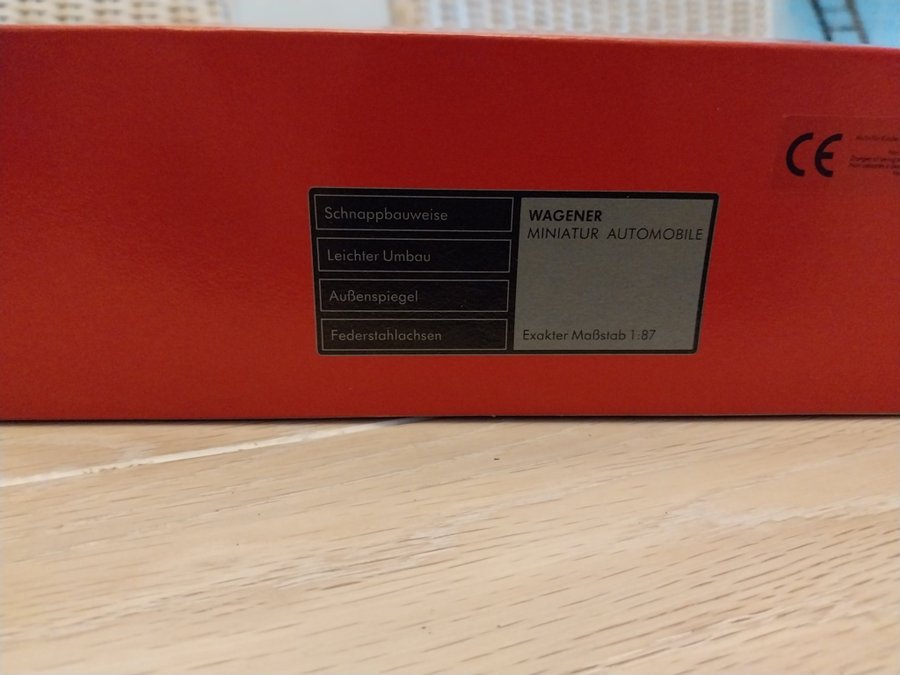 Schnappbauweise
Leichter Umbau
Außenspiegel
Federstahlachsen
WAGENER
MINIATUR AUTOMOBILE
Exakter Maßstab 1:87
CE